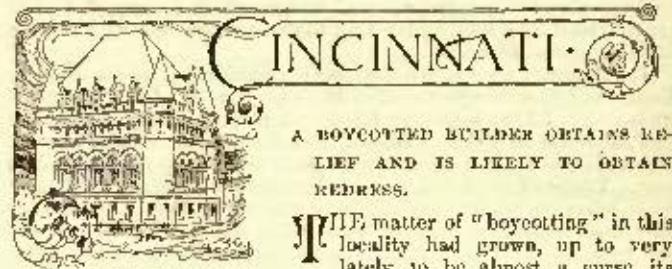 CINCINNATI.
A BOYCOTTED BUILDER OBTAINS RE-
LIEF AND IS LIKELY TO OBTAIN
REDRESS.
THE matter of "boycotting" in this
locality had grown, up to very
lately to be almost a curse, its